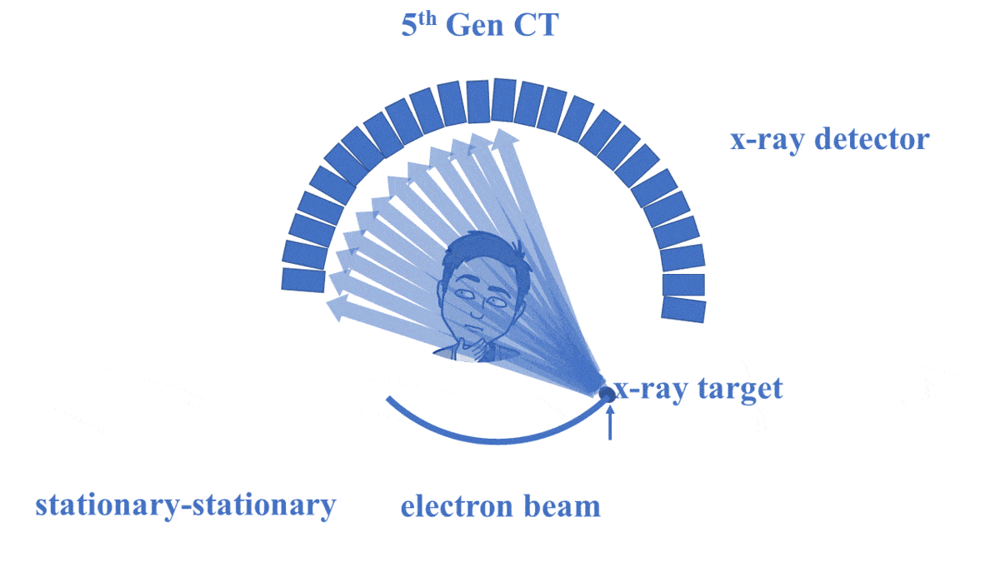 5th Gen CT
x-ray detector
x-ray target
stationary-stationary
electron beam